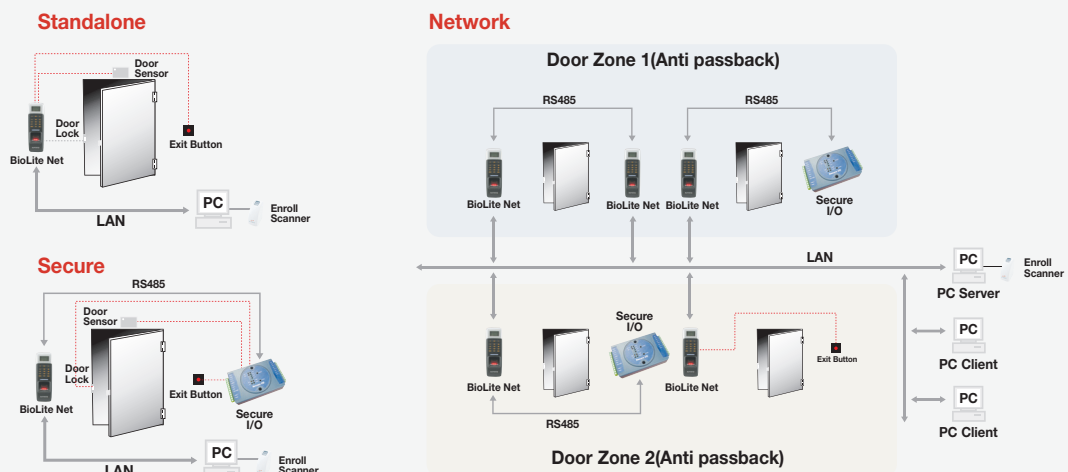 Standalone
Door
Sensor
Door
Lock
Exit Button
BioLite Net
PC
Enroll
Scanner
LAN
Secure
RS485
Door
Sensor
Door
Lock
Exit Button
BioLite Net
Secure
I/O
PC
Enroll
Scanner
LAN
Network
Door Zone 1(Anti passback)
RS485
RS485
BioLite Net
BioLite Net
BioLite Net
Secure
I/O
LAN
PC
Enroll
Scanner
PC Server
Secure
I/O
BioLite Net
BioLite Net
Exit Button
RS485
PC
PC Client
PC
PC Client
Door Zone 2(Anti passback)